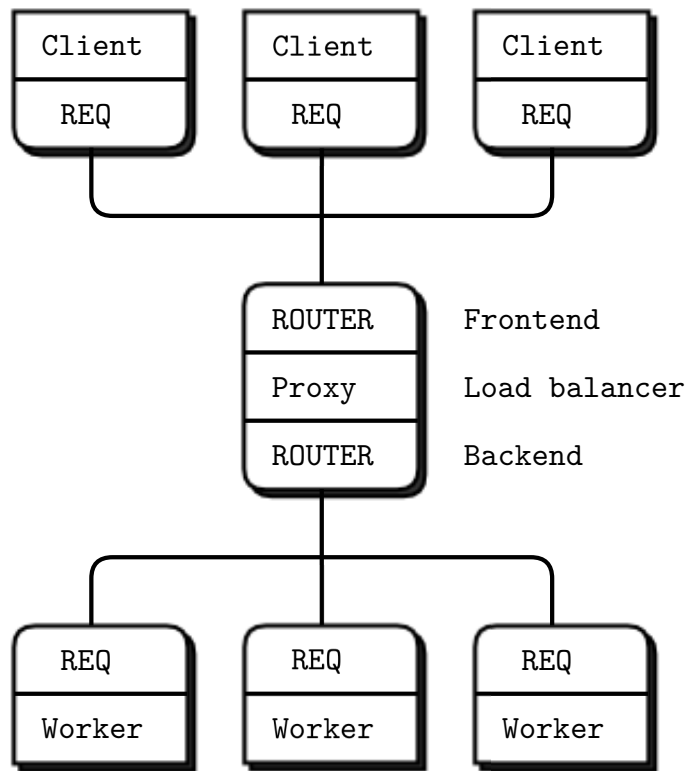 Client Client Client
REQ REQ REQ
ROUTER Frontend
Proxy Load balancer
ROUTER Backend
REQ REQ REQ
Worker Worker Worker